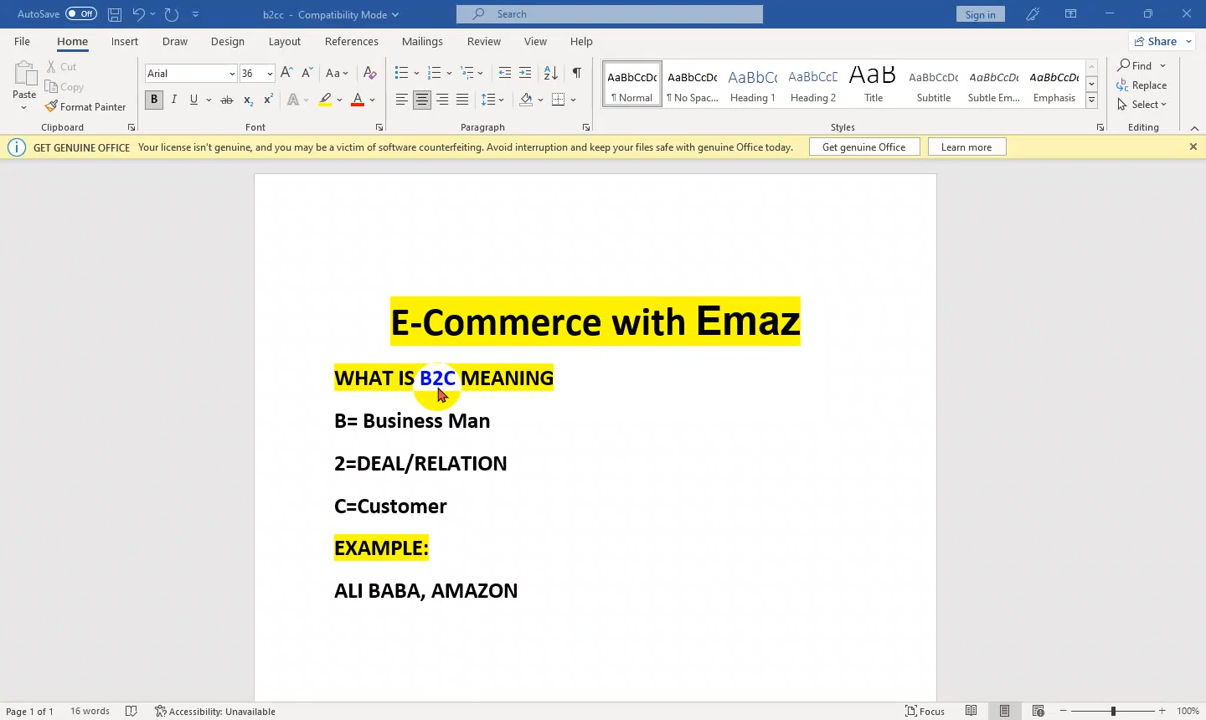 AutoSave Off b2cc - Compatibility Mode Search Sign in
File Home Insert Draw Design Layout References Mailings Review View Help Share
Paste Cut Copy Format Painter
Arial 36
AaBbCcDc AaBbCcDc AaBbCc AaBbCcD AaB AaBbCcD AaBbCcDc AaBbCcDc
¶ Normal ¶ No Spac... Heading 1 Heading 2 Title Subtitle Subtle Em... Emphasis
Find Replace Select
Clipboard Font Paragraph Styles Editing
GET GENUINE OFFICE Your license isn't genuine, and you may be a victim of software counterfeiting. Avoid interruption and keep your files safe with genuine Office today. Get genuine Office Learn more
E-Commerce with Emaz
WHAT IS B2C MEANING
B= Business Man
2=DEAL/RELATION
C=Customer
EXAMPLE:
ALI BABA, AMAZON
Page 1 of 1 16 words Accessibility: Unavailable Focus 100%